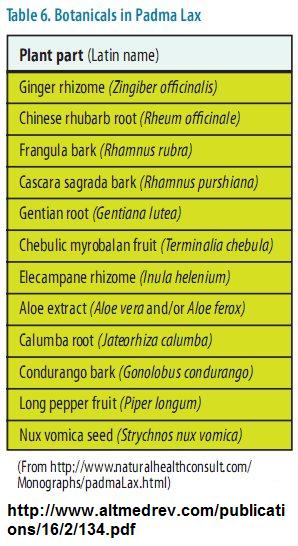 Table 6. Botanicals in Padma Lax
Plant part (Latin name)
Ginger rhizome (Zingiber officinalis)
Chinese rhubarb root (Rheum officinale)
Frangula bark (Rhamnus rubra)
Cascara sagrada bark (Rhamnus purshiana)
Gentian root (Gentiana lutea)
Chebulic myrobalan fruit (Terminalia chebula)
Elecampane rhizome (Inula helenium)
Aloe extract (Aloe vera and/or Aloe ferox)
Calumba root (Jateorhiza calumba)
Condurango bark (Gonolobus condurango)
Long pepper fruit (Piper longum)
Nux vomica seed (Strychnos nux vomica)
(From http;//www.naturalhealthconsult.com/
Monographs/padmaLax.html)
http://www.altmedrev.com/publicati
ons/16/2/134.pdf